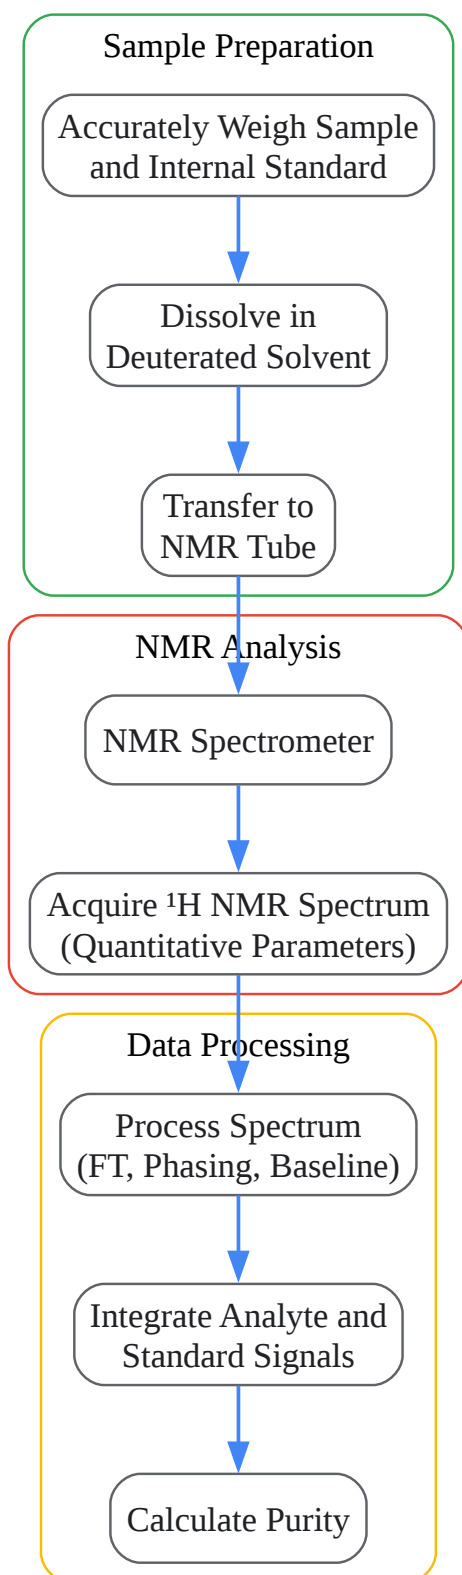 Sample Preparation
Accurately Weigh Sample
and Internal Standard
Dissolve in
Deuterated Solvent
Transfer to
NMR Tube
NMR Analysis
NMR Spectrometer
Acquire ¹H NMR Spectrum
(Quantitative Parameters)
Data Processing
Process Spectrum
(FT, Phasing, Baseline)
Integrate Analyte and
Standard Signals
Calculate Purity